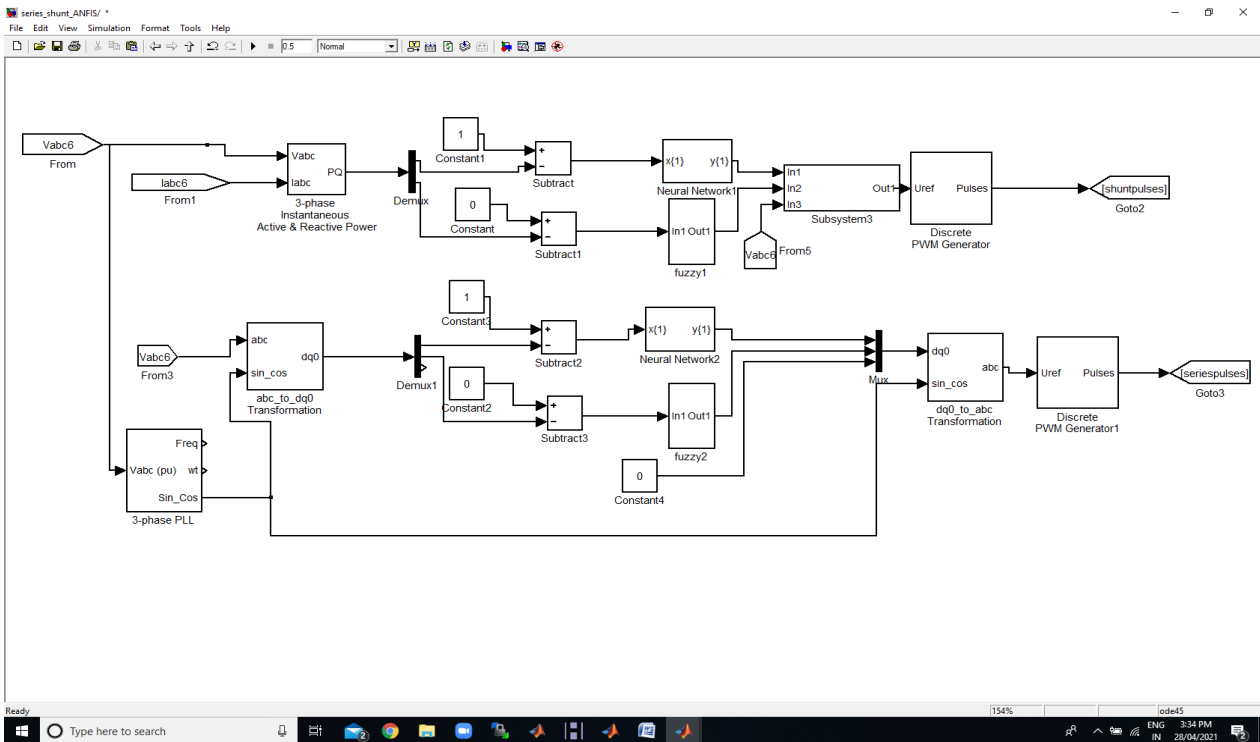 series_shunt_ANFIS/ *
File Edit View Simulation Format Tools Help
0.5 Normal
Vabc6
From
Iabc6
From1
Vabc
Iabc
PQ
3-phase
Instantaneous
Active & Reactive Power
Demux
1
Constant1
0
Constant
Subtract
Subtract1
x{1} y{1}
Neural Network1
In1 Out1
fuzzy1
In1
In2
In3
Out1
Subsystem3
Vabc6
From5
Uref Pulses
Discrete
PWM Generator
[shuntpulses]
Goto2
Vabc6
From3
abc
sin_cos
dq0
abc_to_dq0
Transformation
Demux1
1
Constant3
0
Constant2
Subtract2
Subtract3
x{1} y{1}
Neural Network2
In1 Out1
fuzzy2
0
Constant4
Mux
dq0
sin_cos
abc
dq0_to_abc
Transformation
Uref Pulses
Discrete
PWM Generator1
[seriespulses]
Goto3
Freq
Vabc (pu) wt
Sin_Cos
3-phase PLL
Ready 154% ode45
Type here to search
2
ENG 3:34 PM
IN 28/04/2021
2